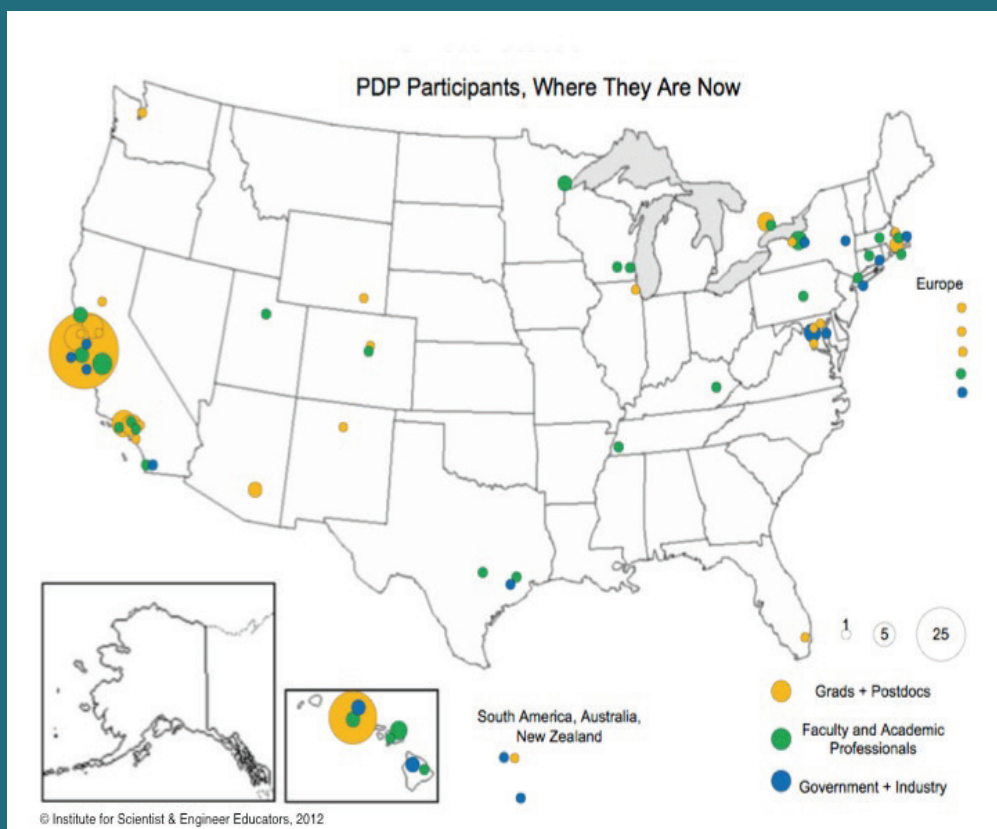 PDP Participants, Where They Are Now
Europe
1
5
25
Grads + Postdocs
Faculty and Academic
Professionals
Government + Industry
South America, Australia,
New Zealand
© Institute for Scientist & Engineer Educators, 2012